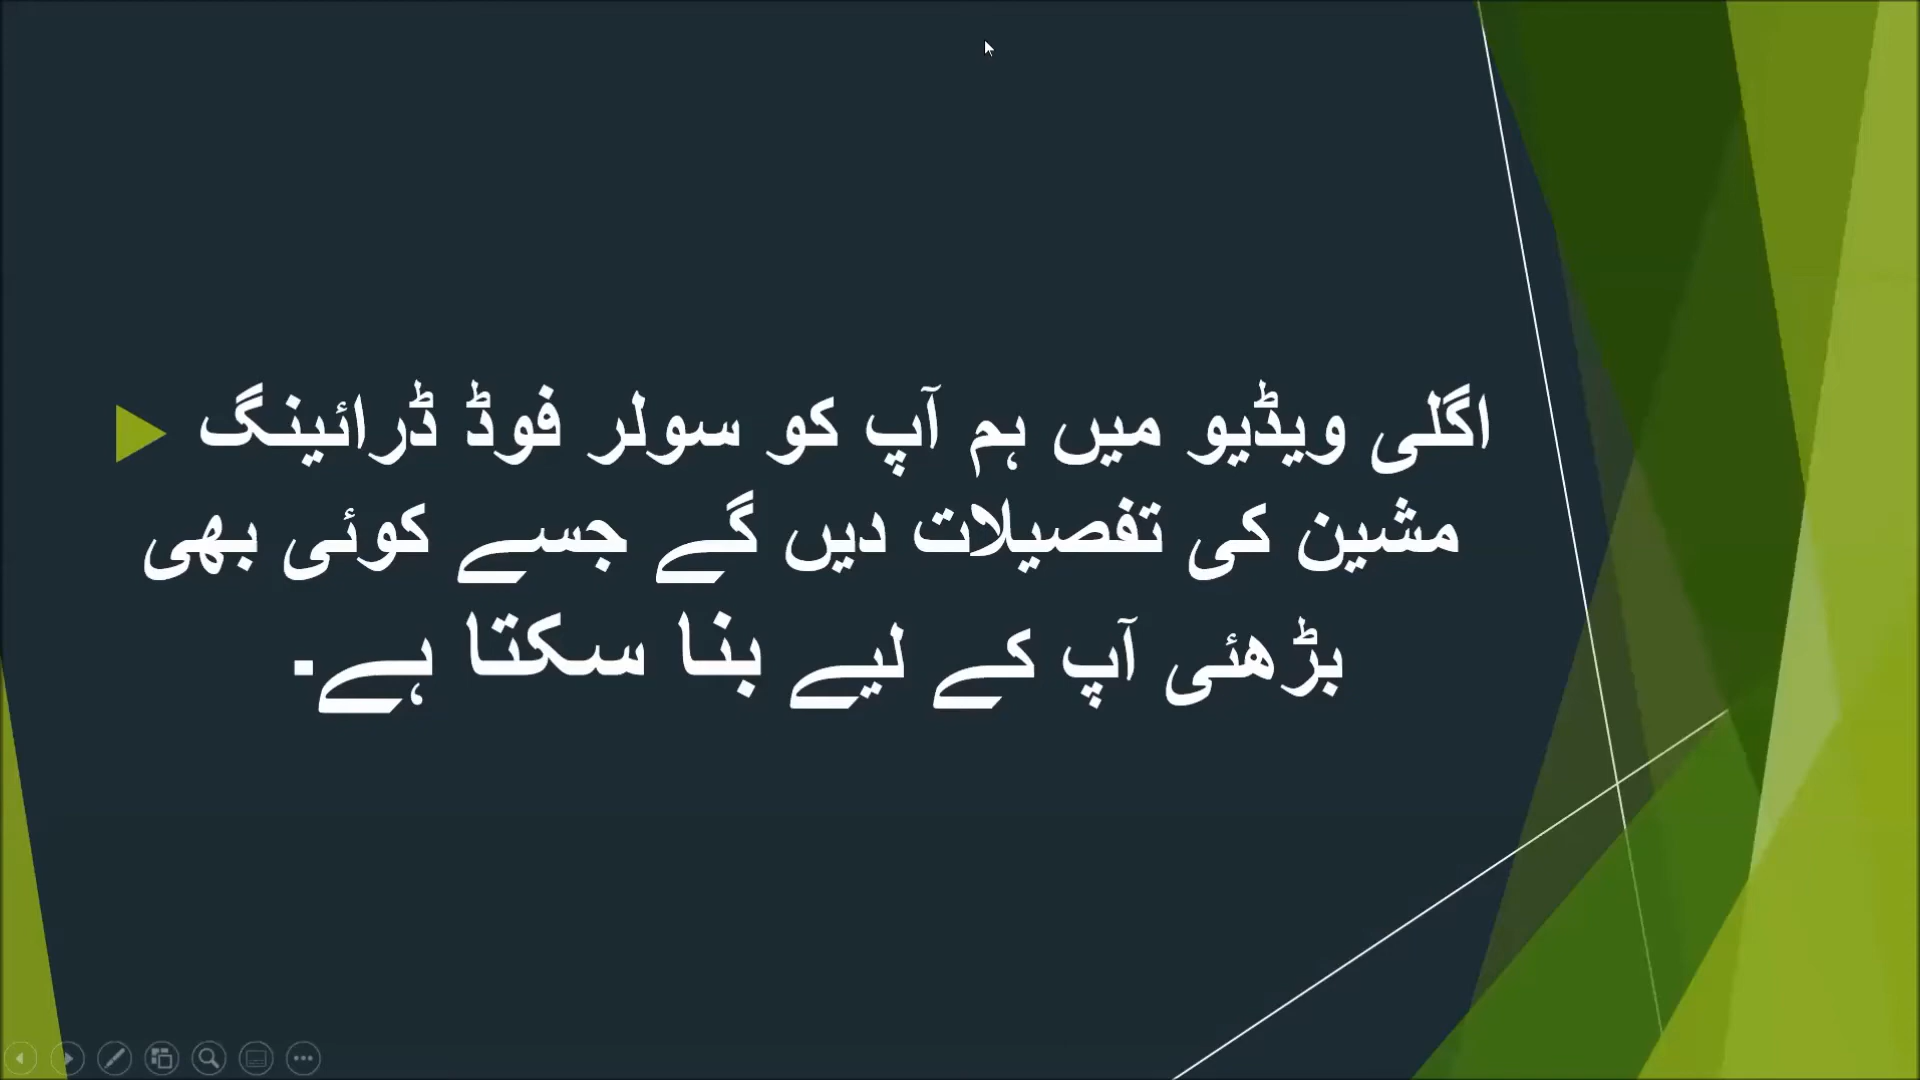 اگلی ویڈیو میں ہم آپ کو سولر فوڈ ڈرائینگ
مشین کی تفصیلات دیں گے جسے کوئی بھی
بڑھئی آپ کے لیے بنا سکتا ہے۔